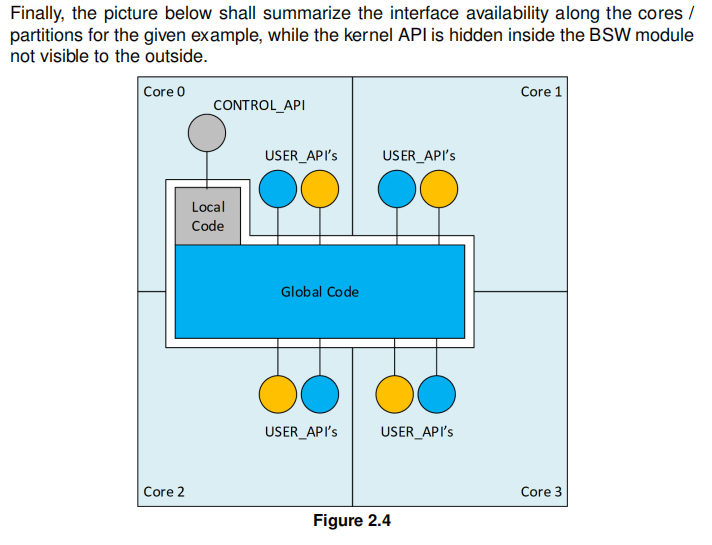 Finally, the picture below shall summarize the interface availability along the cores /
partitions for the given example, while the kernel API is hidden inside the BSW module
not visible to the outside.
Core 0
Core 1
CONTROL_API
USER_API's
USER_API's
Local
Code
Global Code
USER_API's
USER_API's
Core 2
Core 3
Figure 2.4